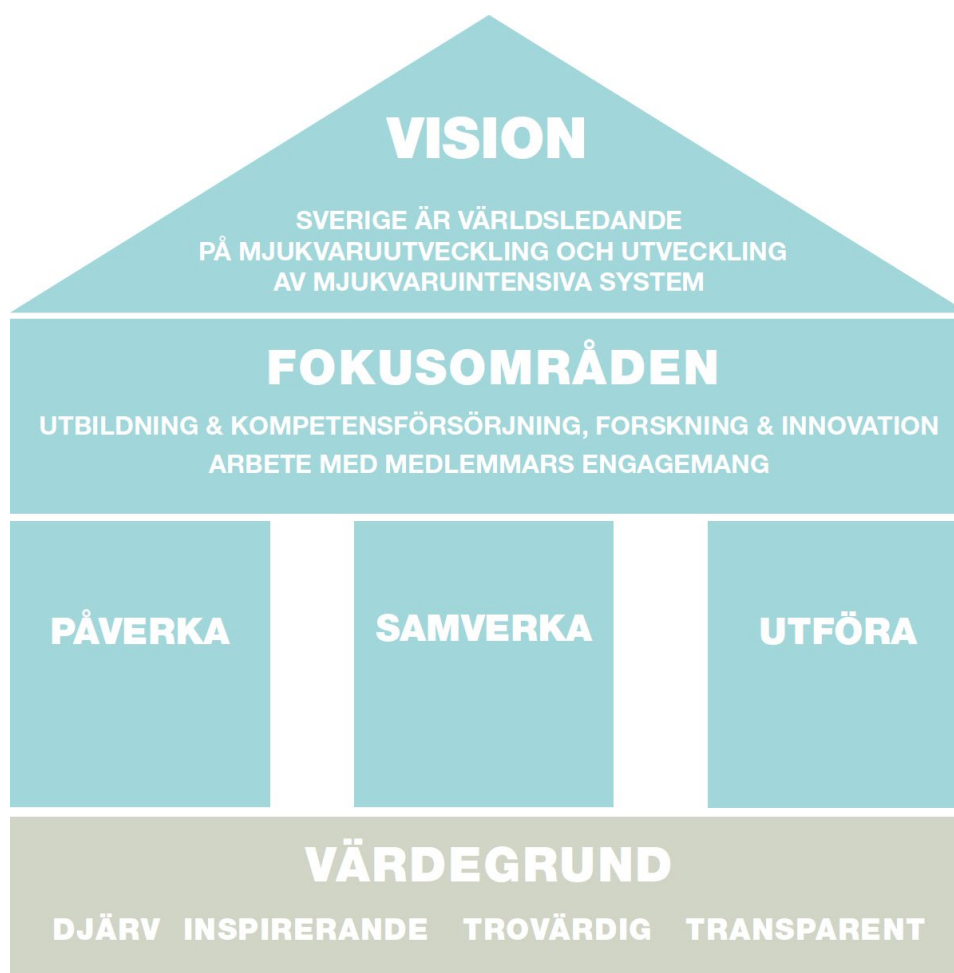 VISION
SVERIGE ÄR VÄRLDSLEDANDE
PÅ MJUKVARUUTVECKLING OCH UTVECKLING
AV MJUKVARUINTENSIVA SYSTEM
FOKUSOMRÅDEN
UTBILDNING & KOMPETENSFÖRSÖRJNING, FORSKNING & INNOVATION
ARBETE MED MEDLEMMARS ENGAGEMANG
PÅVERKA
SAMVERKA
UTFÖRA
VÄRDEGRUND
DJÄRV INSPIRERANDE TROVÄRDIG TRANSPARENT